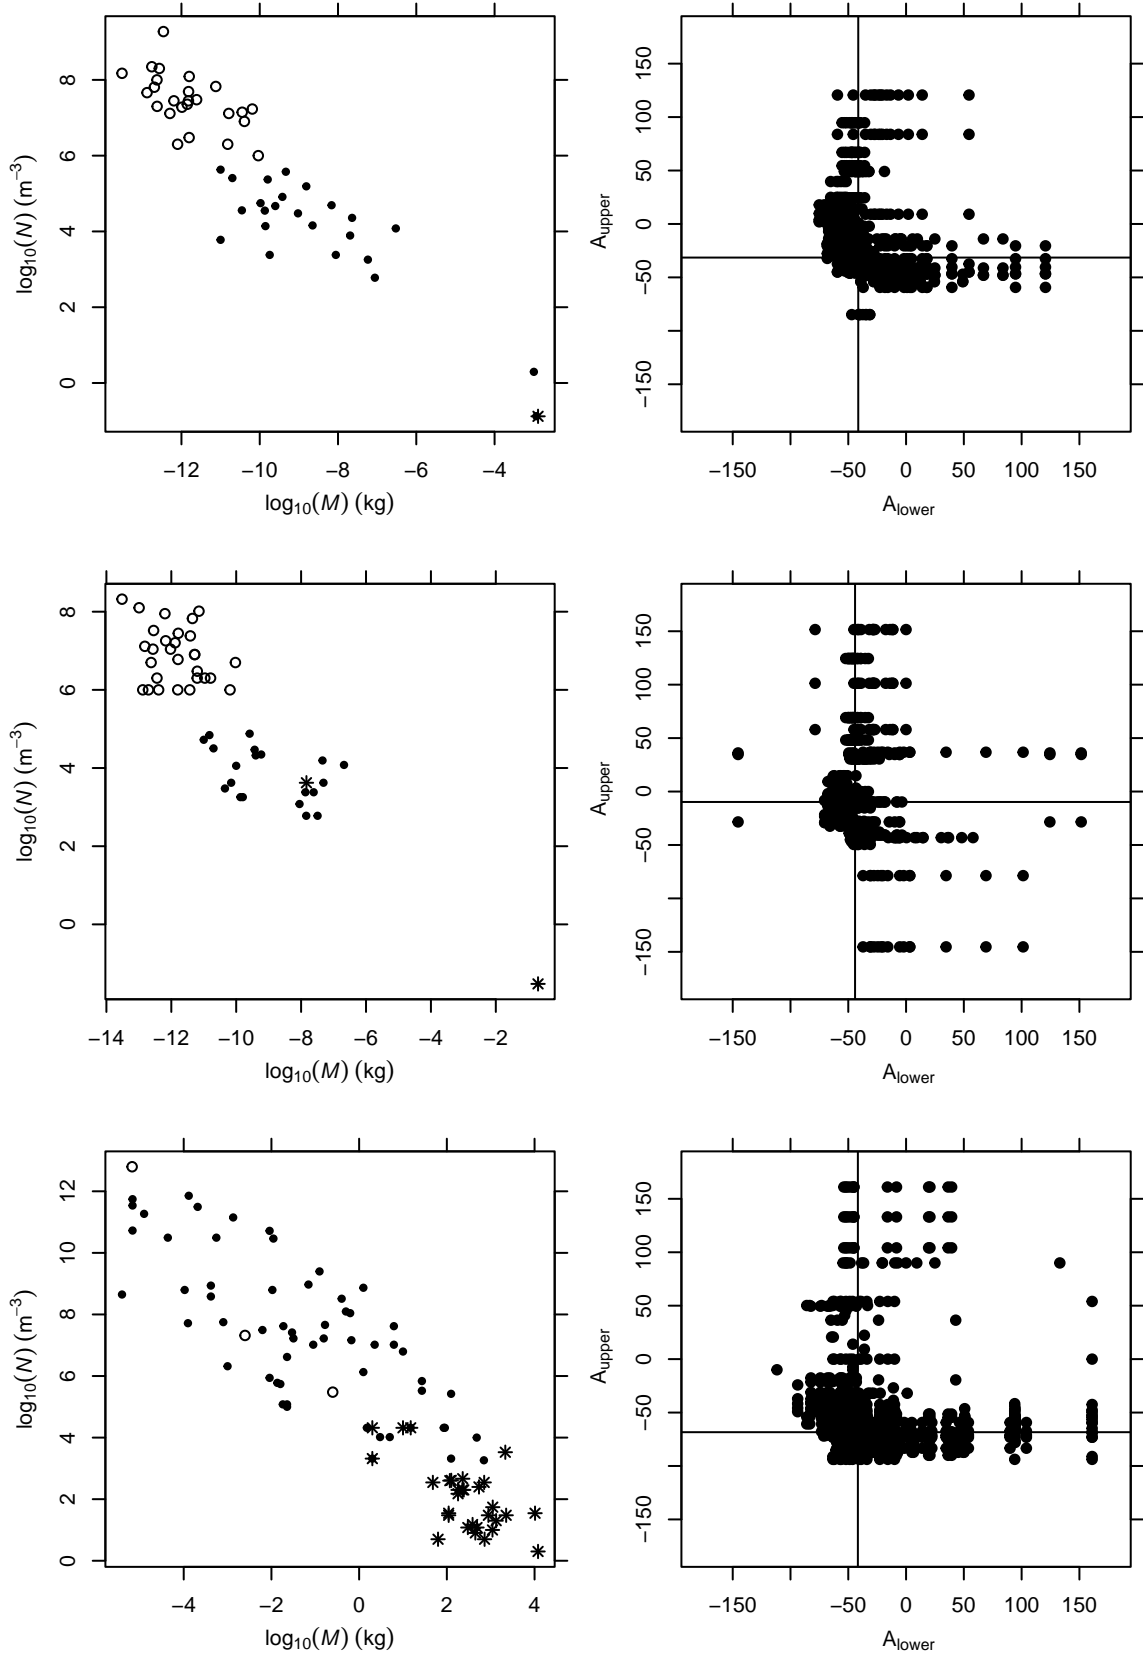 8
6
4
2
0
log₁₀(N) (m⁻³)
−12 −10 −8 −6 −4
log₁₀(M) (kg)
150
100
50
0
−50
−150
Aupper
−150 −50 0 50 100 150
Alower
8
6
4
2
0
log₁₀(N) (m⁻³)
−14 −12 −10 −8 −6 −4 −2
log₁₀(M) (kg)
150
100
50
0
−50
−150
Aupper
−150 −50 0 50 100 150
Alower
12
10
8
6
4
2
0
log₁₀(N) (m⁻³)
−4 −2 0 2 4
log₁₀(M) (kg)
150
100
50
0
−50
−150
Aupper
−150 −50 0 50 100 150
Alower